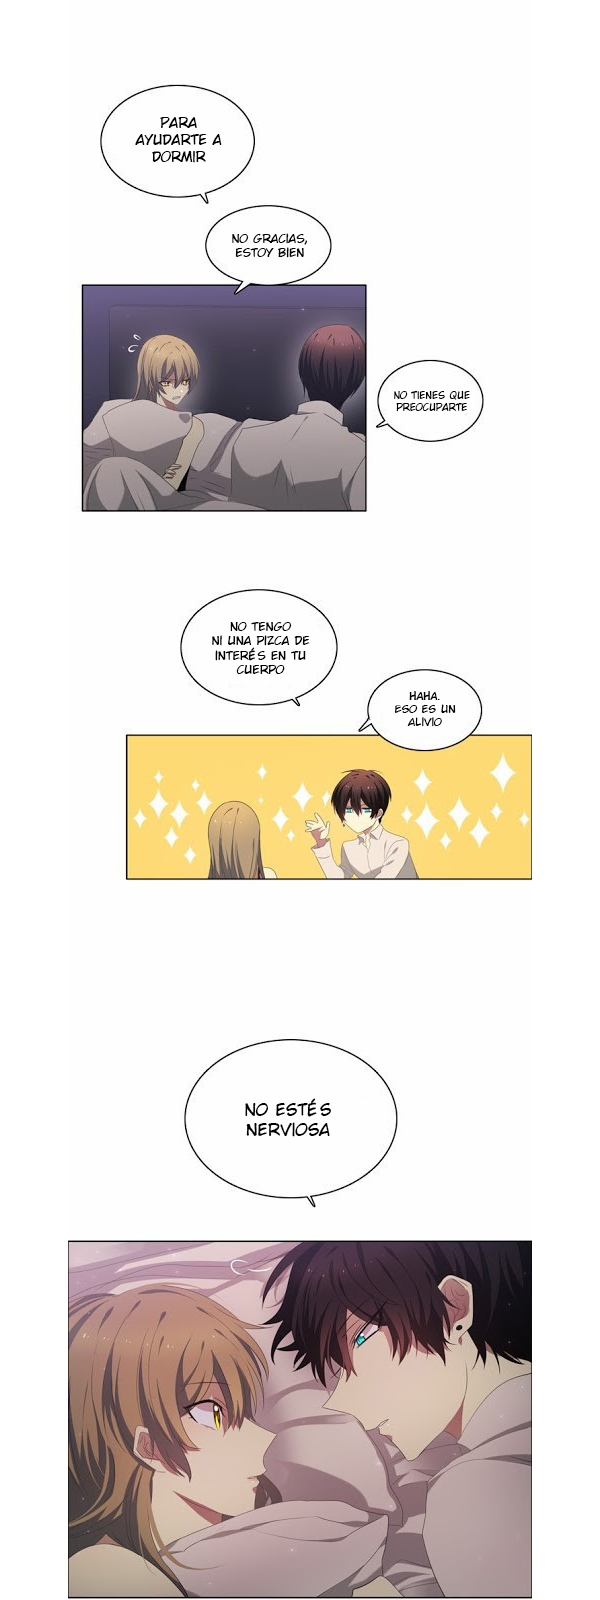 PARA
AYUDARTE A
DORMIR
NO GRACIAS,
ESTOY BIEN
NO TIENES QUE
PREOCUPARTE
NO TENGO
NI UNA PIZCA DE
INTERÉS EN TU
CUERPO
HAHA.
ESO ES UN
ALIVIO
NO ESTÉS
NERVIOSA